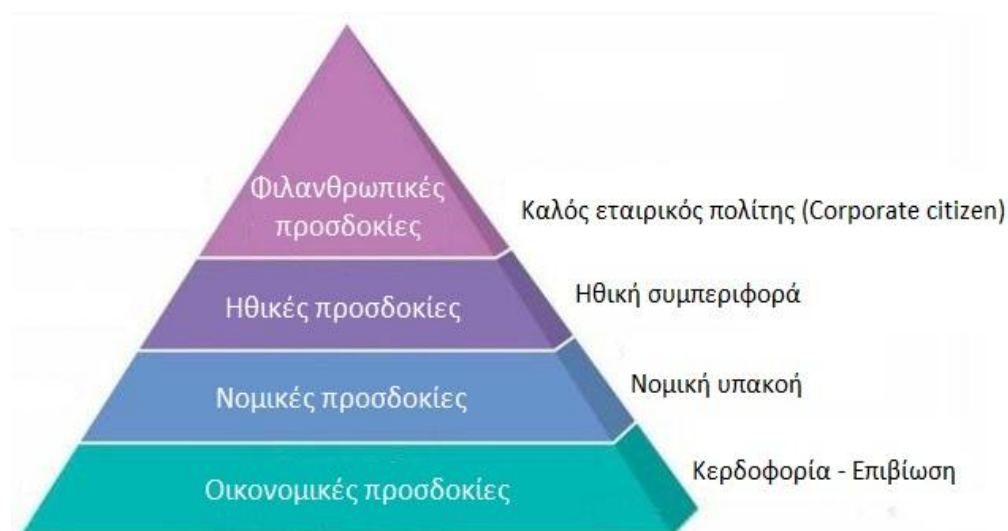 Φιλανθρωπικές
προσδοκίες
Καλός εταιρικός πολίτης (Corporate citizen)
Ηθικές προσδοκίες
Ηθική συμπεριφορά
Νομικές προσδοκίες
Νομική υπακοή
Οικονομικές προσδοκίες
Κερδοφορία - Επιβίωση